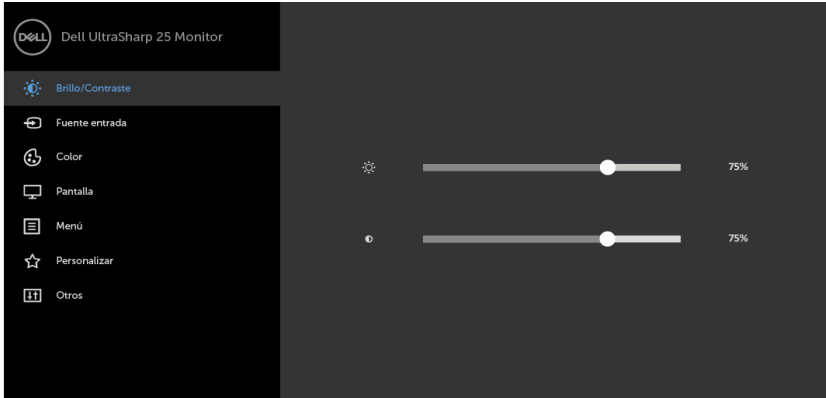 DELL Dell UltraSharp 25 Monitor
Brillo/Contraste
Fuente entrada
Color
75%
Pantalla
Menú
75%
Personalizar
Otros